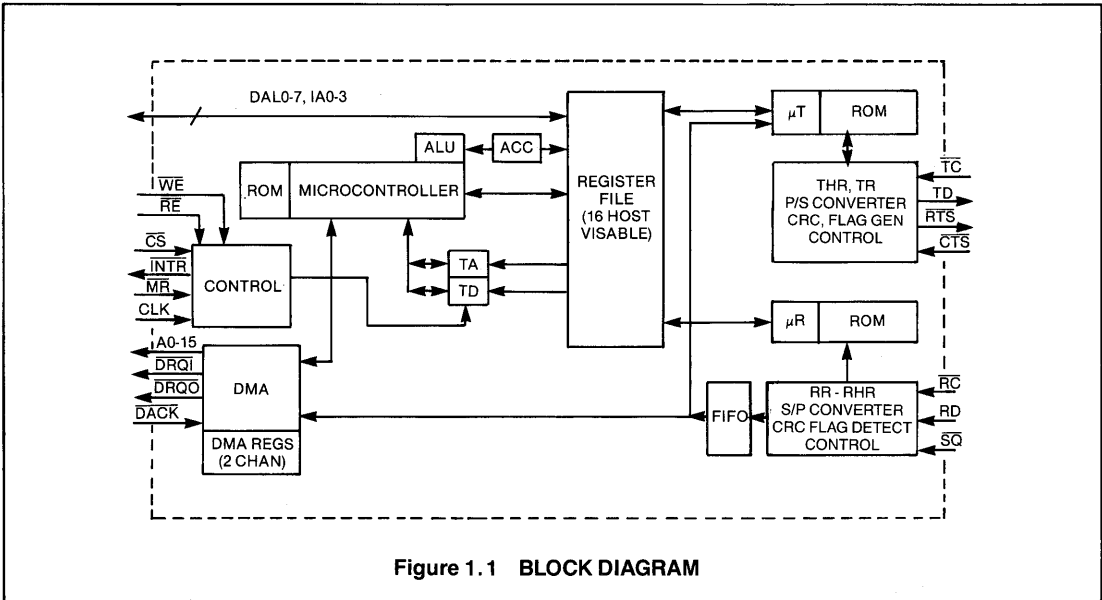 DAL0-7, IA0-3
ALU
ACC
ROM
MICROCONTROLLER
WE
RE
CS
INTR
MR
CLK
CONTROL
TA
TD
REGISTER
FILE
(16 HOST
VISABLE)
µT
ROM
THR, TR
P/S CONVERTER
CRC, FLAG GEN
CONTROL
TC
TD
RTS
CTS
A0-15
DRQI
DRQO
DACK
DMA
DMA REGS
(2 CHAN)
µR
ROM
FIFO
RR - RHR
S/P CONVERTER
CRC FLAG DETECT
CONTROL
RC
RD
SQ
Figure 1.1 BLOCK DIAGRAM